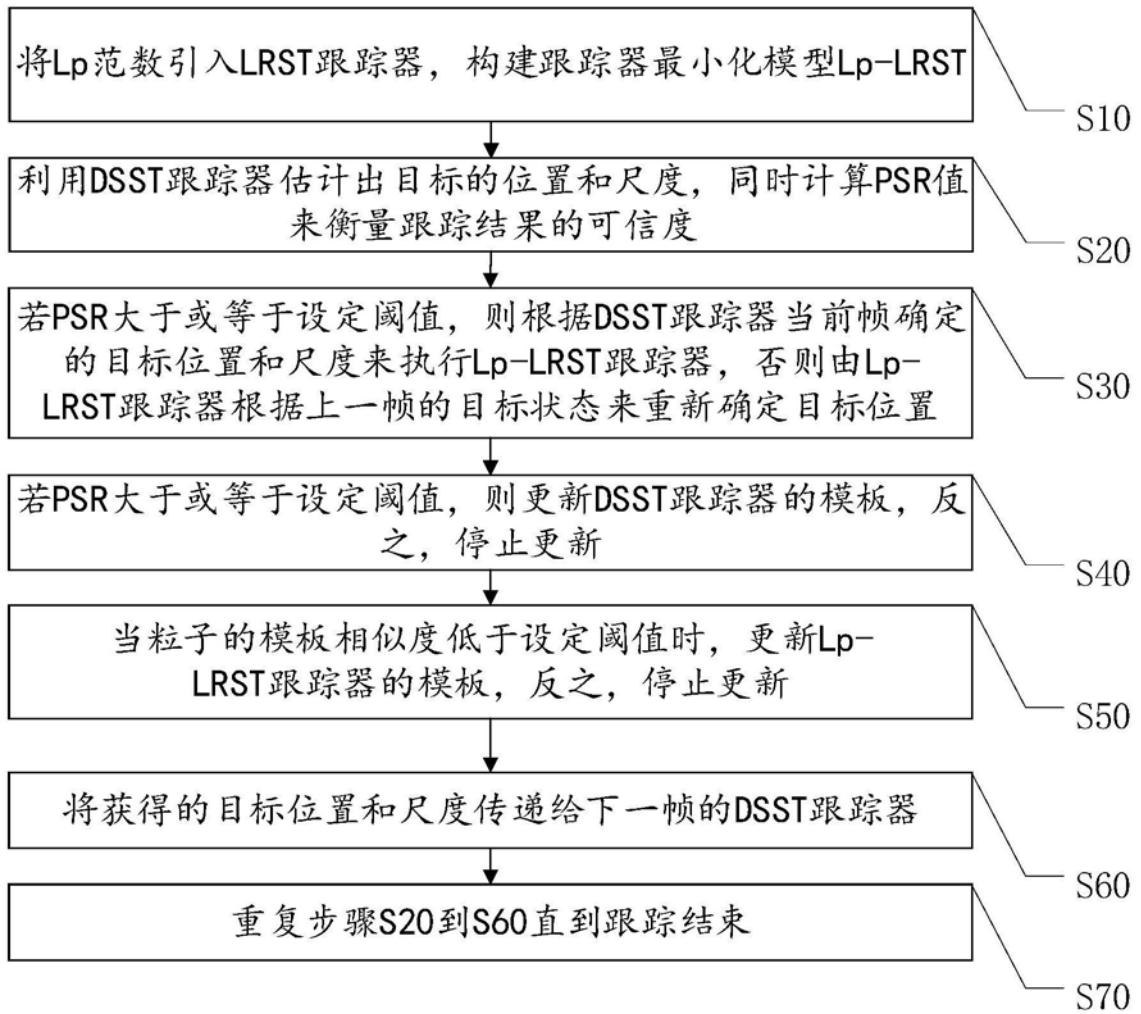 将Lp范数引入LRST跟踪器，构建跟踪器最小化模型Lp-LRST
S10
利用DSST跟踪器估计出目标的位置和尺度，同时计算PSR值
来衡量跟踪结果的可信度
S20
若PSR大于或等于设定阈值，则根据DSST跟踪器当前帧确定
的目标位置和尺度来执行Lp-LRST跟踪器，否则由Lp-
LRST跟踪器根据上一帧的目标状态来重新确定目标位置
S30
若PSR大于或等于设定阈值，则更新DSST跟踪器的模板，反
之，停止更新
S40
当粒子的模板相似度低于设定阈值时，更新Lp-
LRST跟踪器的模板，反之，停止更新
S50
将获得的目标位置和尺度传递给下一帧的DSST跟踪器
S60
重复步骤S20到S60直到跟踪结束
S70